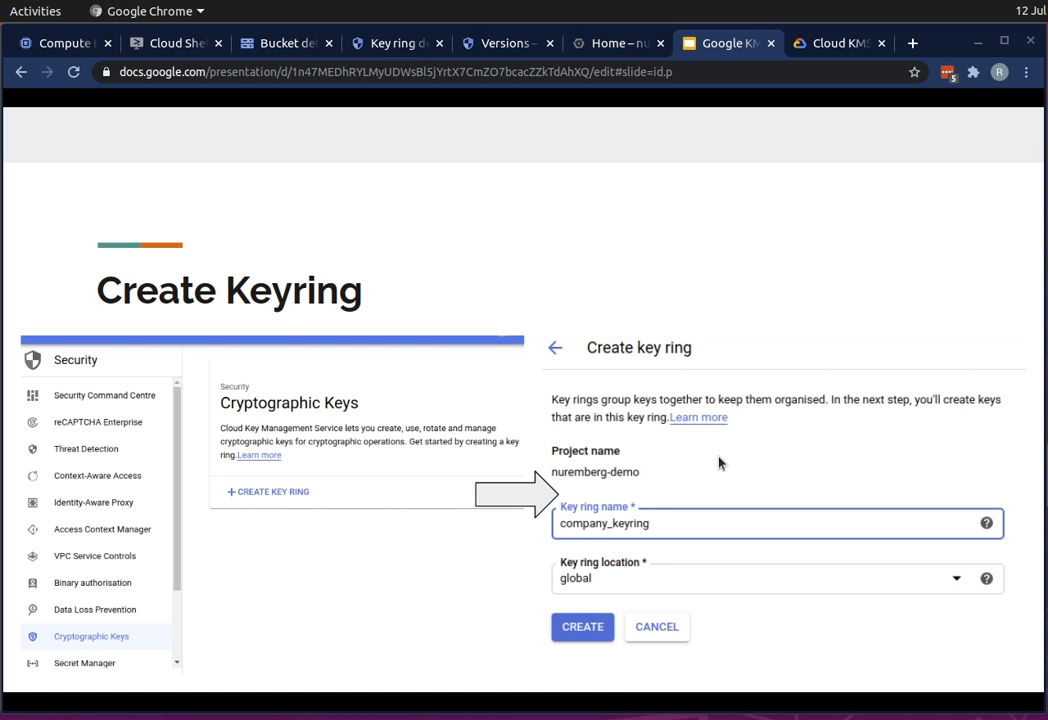 Activities
Google Chrome
12 Jul
Compute
Cloud She
Bucket de
Key ring d
Versions –
Home – nu
Google KM
Cloud KMS
docs.google.com/presentation/d/1n47MEDhRYLMyUDWsBl5jYrtX7CmZO7bcacZZkTdAhXQ/edit#slide=id.p
5
R
Create Keyring
Security
Security Command Centre
reCAPTCHA Enterprise
Threat Detection
Context-Aware Access
Identity-Aware Proxy
Access Context Manager
VPC Service Controls
Binary authorisation
Data Loss Prevention
Cryptographic Keys
Secret Manager
Security
Cryptographic Keys
Cloud Key Management Service lets you create, use, rotate and manage
cryptographic keys for cryptographic operations. Get started by creating a key
ring. Learn more
+ CREATE KEY RING
Create key ring
Key rings group keys together to keep them organised. In the next step, you'll create keys
that are in this key ring. Learn more
Project name
nuremberg-demo
Key ring name *
company_keyring
Key ring location *
global
CREATE
CANCEL